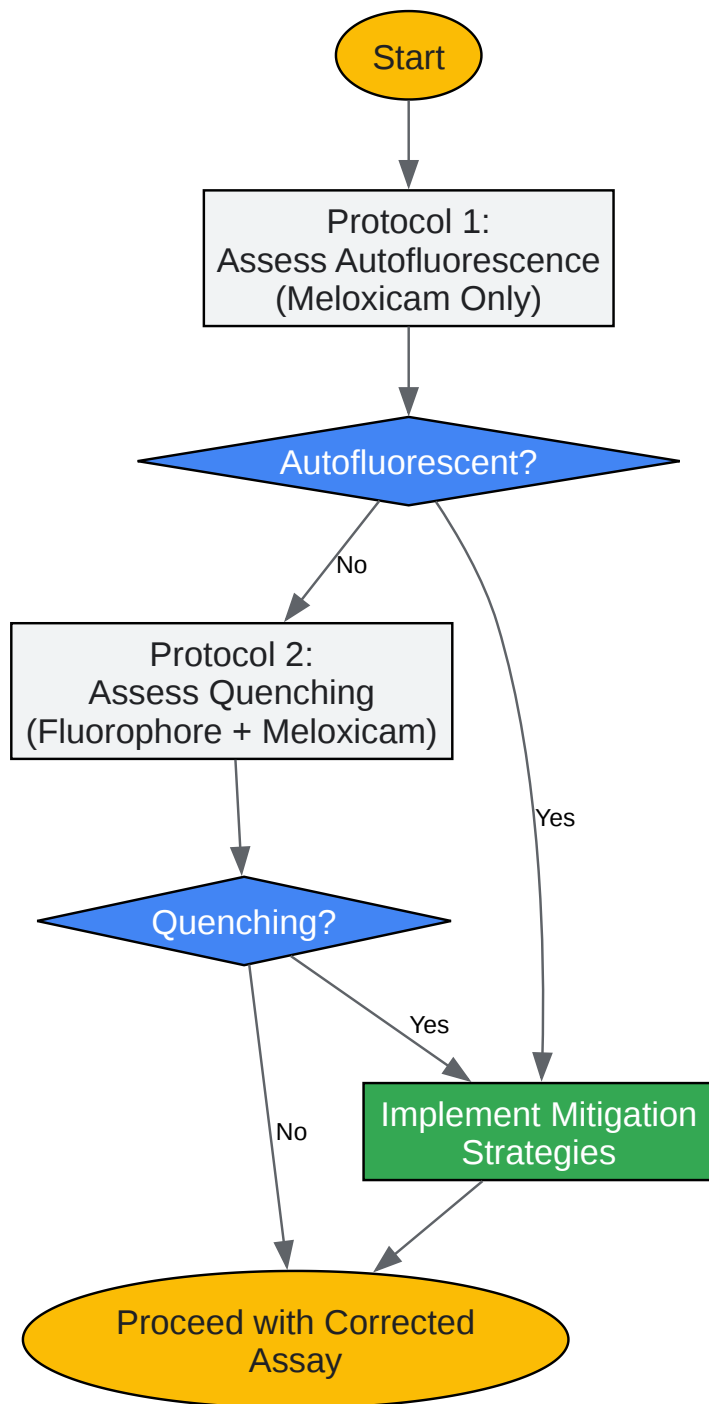 Start
Protocol 1:
Assess Autofluorescence
(Meloxicam Only)
Autofluorescent?
No
Protocol 2:
Assess Quenching
(Fluorophore + Meloxicam)
Yes
Quenching?
Yes
Implement Mitigation
Strategies
No
Proceed with Corrected
Assay